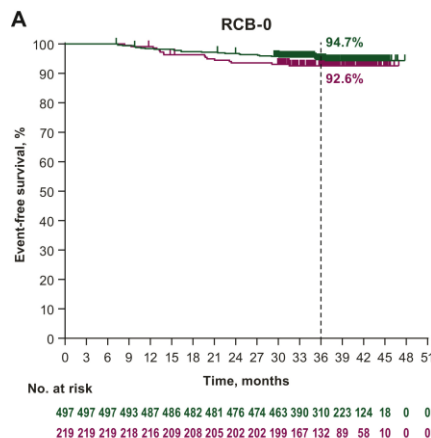 A
RCB-0
100
94.7%
92.6%
90
80
70
60
50
40
30
20
10
0
Event-free survival, %
0 3 6 9 12 15 18 21 24 27 30 33 36 39 42 45 48 51
Time, months
No. at risk
497 497 497 493 487 486 482 481 476 474 463 390 310 223 124 18 0 0
219 219 219 218 216 209 208 205 202 202 199 167 132 89 58 10 0 0